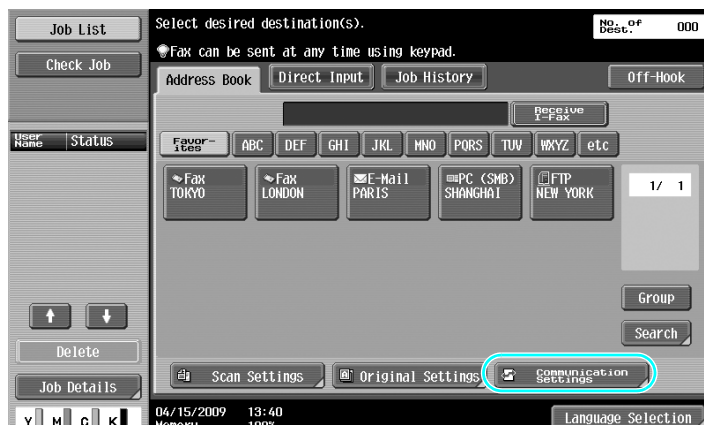 Job List
Check Job
User Name Status
Delete
Job Details
Y M C K
Select desired destination(s).
No. of Dest. 000
Fax can be sent at any time using keypad.
Address Book Direct Input Job History Off-Hook
Receive I-Fax
Favor-ites ABC DEF GHI JKL MNO PQRS TUV WXYZ etc
Fax TOKYO
Fax LONDON
E-Mail PARIS
PC (SMB) SHANGHAI
FTP NEW YORK
1/ 1
Group
Search
Scan Settings Original Settings Communication Settings
04/15/2009 13:40
Memory 100%
Language Selection